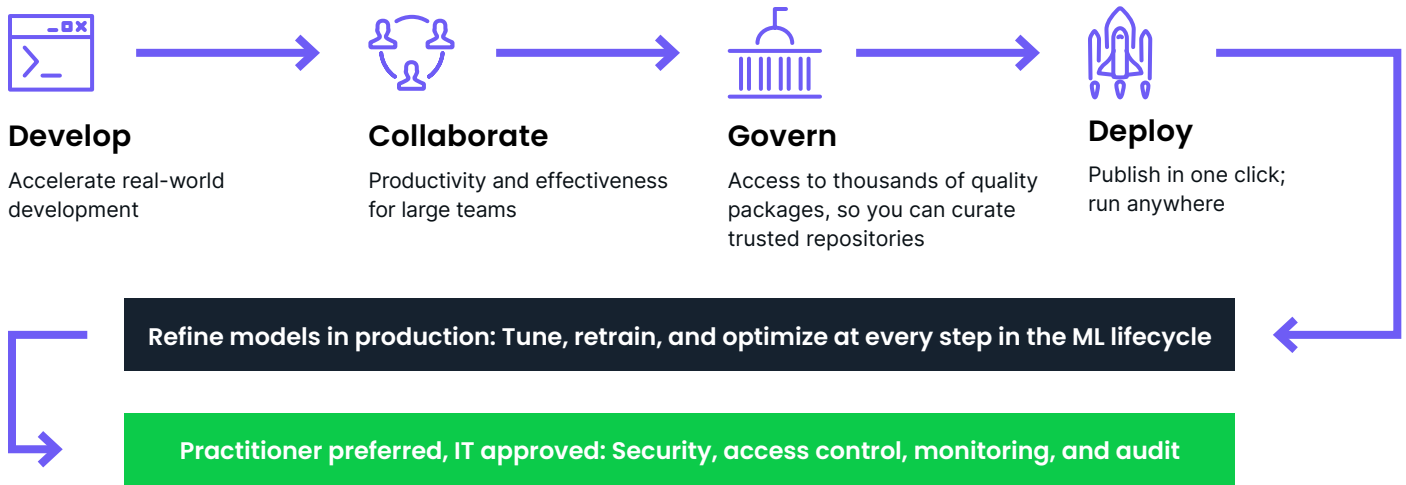 Develop
Accelerate real-world
development
Collaborate
Productivity and effectiveness
for large teams
Govern
Access to thousands of quality
packages, so you can curate
trusted repositories
Deploy
Publish in one click;
run anywhere
Refine models in production: Tune, retrain, and optimize at every step in the ML lifecycle
Practitioner preferred, IT approved: Security, access control, monitoring, and audit